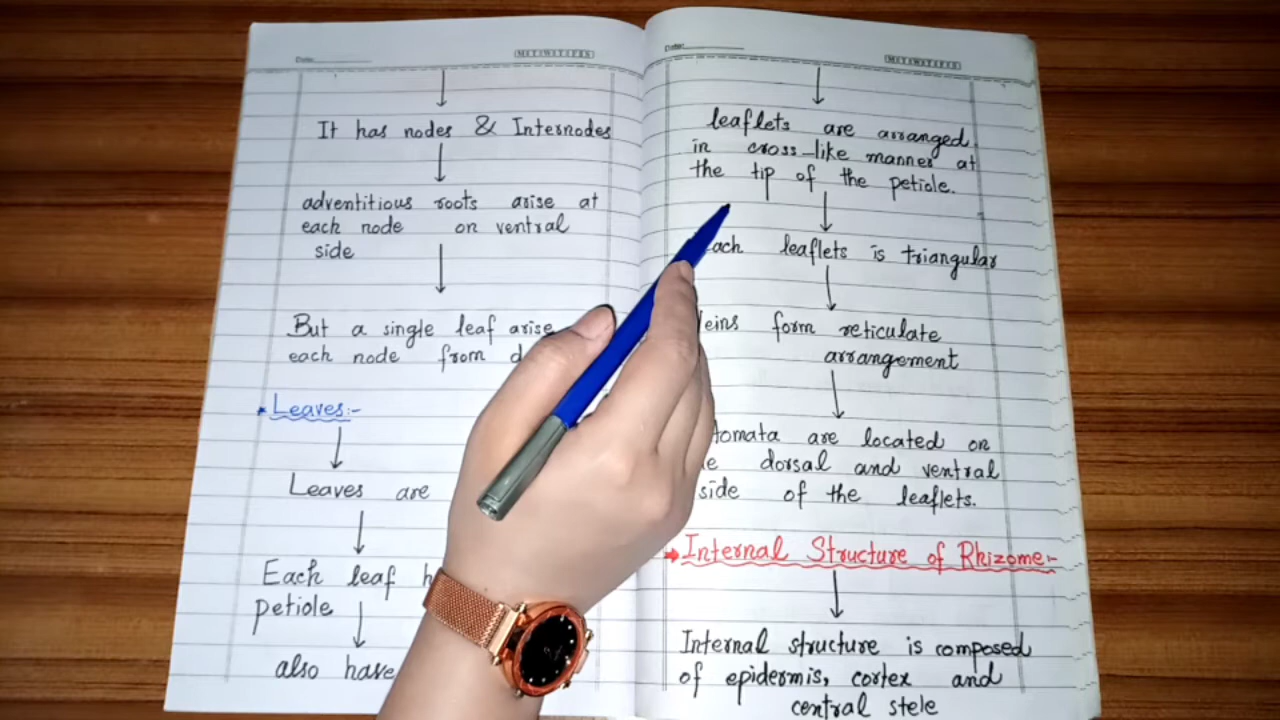 Date:
It has nodes & Internodes
adventitious roots arise at
each node on ventral
side
But a single leaf arise
each node from
Leaves:-
Leaves are
Each leaf
petiole
also have
Date:
leaflets are arranged
in cross-like manner at
the tip of the petiole.
leaflets is triangular
form reticulate
arrangement
are located on
dorsal and ventral
side of the leaflets.
Internal Structure of Rhizome:-
Internal structure is composed
of epidermis, cortex and
central stele